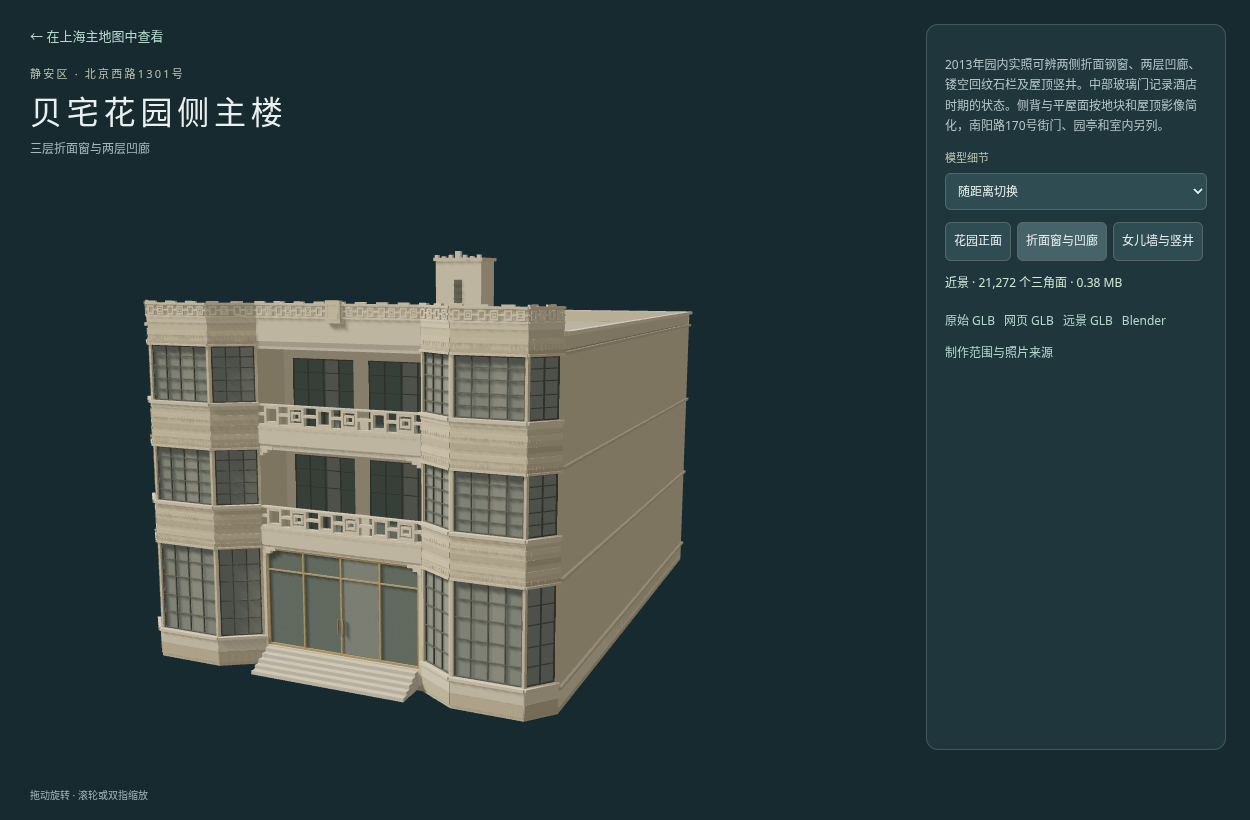 ← 在上海主地图中查看
静安区 · 北京西路1301号
贝宅花园侧主楼
三层折面窗与两层凹廊
2013年园内实照可辨两侧折面钢窗、两层凹廊、
镂空回纹石栏及屋顶竖井。中部玻璃门记录酒店
时期的状态。侧背与平屋面按地块和屋顶影像简
化，南阳路170号街门、园亭和室内另列。
模型细节
随距离切换
花园正面 折面窗与凹廊 女儿墙与竖井
近景 · 21,272 个三角面 · 0.38 MB
原始 GLB 网页 GLB 远景 GLB Blender
制作范围与照片来源
拖动旋转 · 滚轮或双指缩放